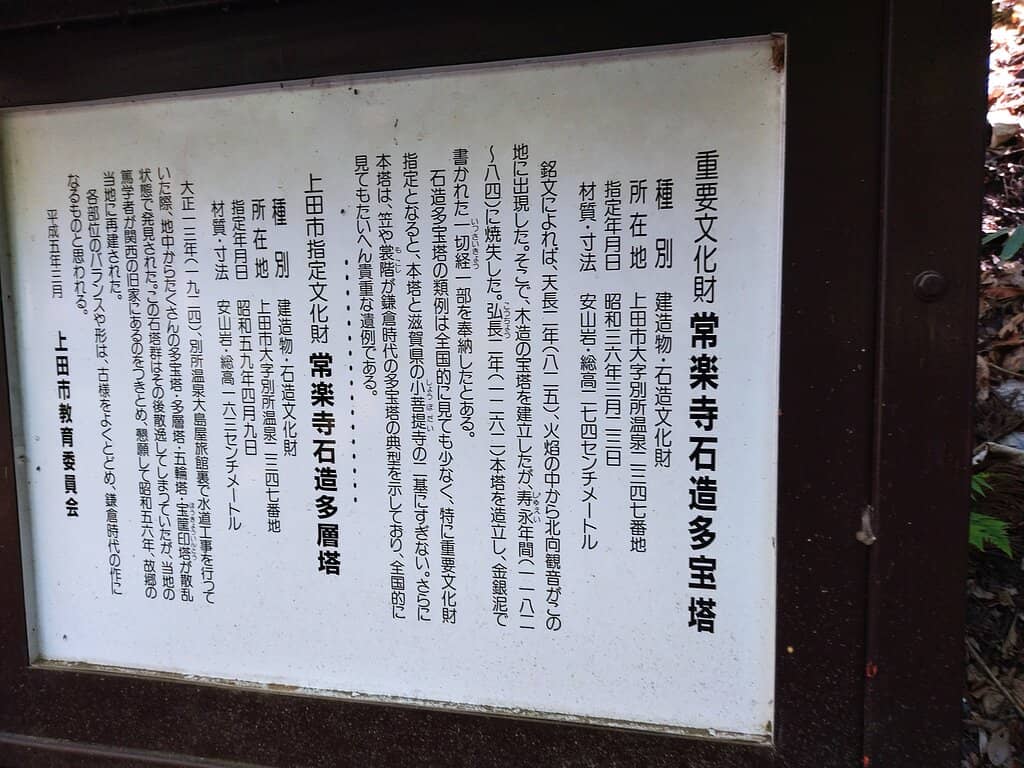 重要文化財 常楽寺石造多宝塔
種別 建造物・石造文化財
所在地 上田市大字別所温泉二三四七番地
指定年月日 昭和三六年三月二三日
材質・寸法 安山岩・総高二七四センチメートル
銘文によれば、天長二年(八二五)、火焰の中から北向観音がこの
地に出現した。そこで、木造の宝塔を建立したが、寿永年間(一一八二
～八四)に焼失した。弘長二年(一二六二)本塔を造立し、金銀泥で
書かれた一切経一部を奉納したとある。
石造多宝塔の類例は全国的に見ても少なく、特に重要文化財
指定となると、本塔と滋賀県の小菩提寺の二基にすぎない。さらに
本塔は、笠や裳階が鎌倉時代の多宝塔の典型を示しており、全国的に
見てもたいへん貴重な遺例である。
上田市指定文化財 常楽寺石造多層塔
種別 建造物・石造文化財
所在地 上田市大字別所温泉二三四七番地
指定年月日 昭和五九年四月九日
材質・寸法 安山岩・総高一六三センチメートル
大正一三年(一九二四)、別所温泉大島屋旅館裏で水道工事を行って
いた際、地中からたくさんの多宝塔・多層塔・五輪塔・宝篋印塔が散乱
状態で発見された。この石塔群はその後散逸してしまっていたが、当地の
篤学者が関西の旧家にあるのをつきとめ、懇願して昭和五六年、故郷の
当地に再建された。
各部位のバランスや形は、古様をよくとどめ、鎌倉時代の作に
なるものと思われる。
平成五年三月
上田市教育委員会